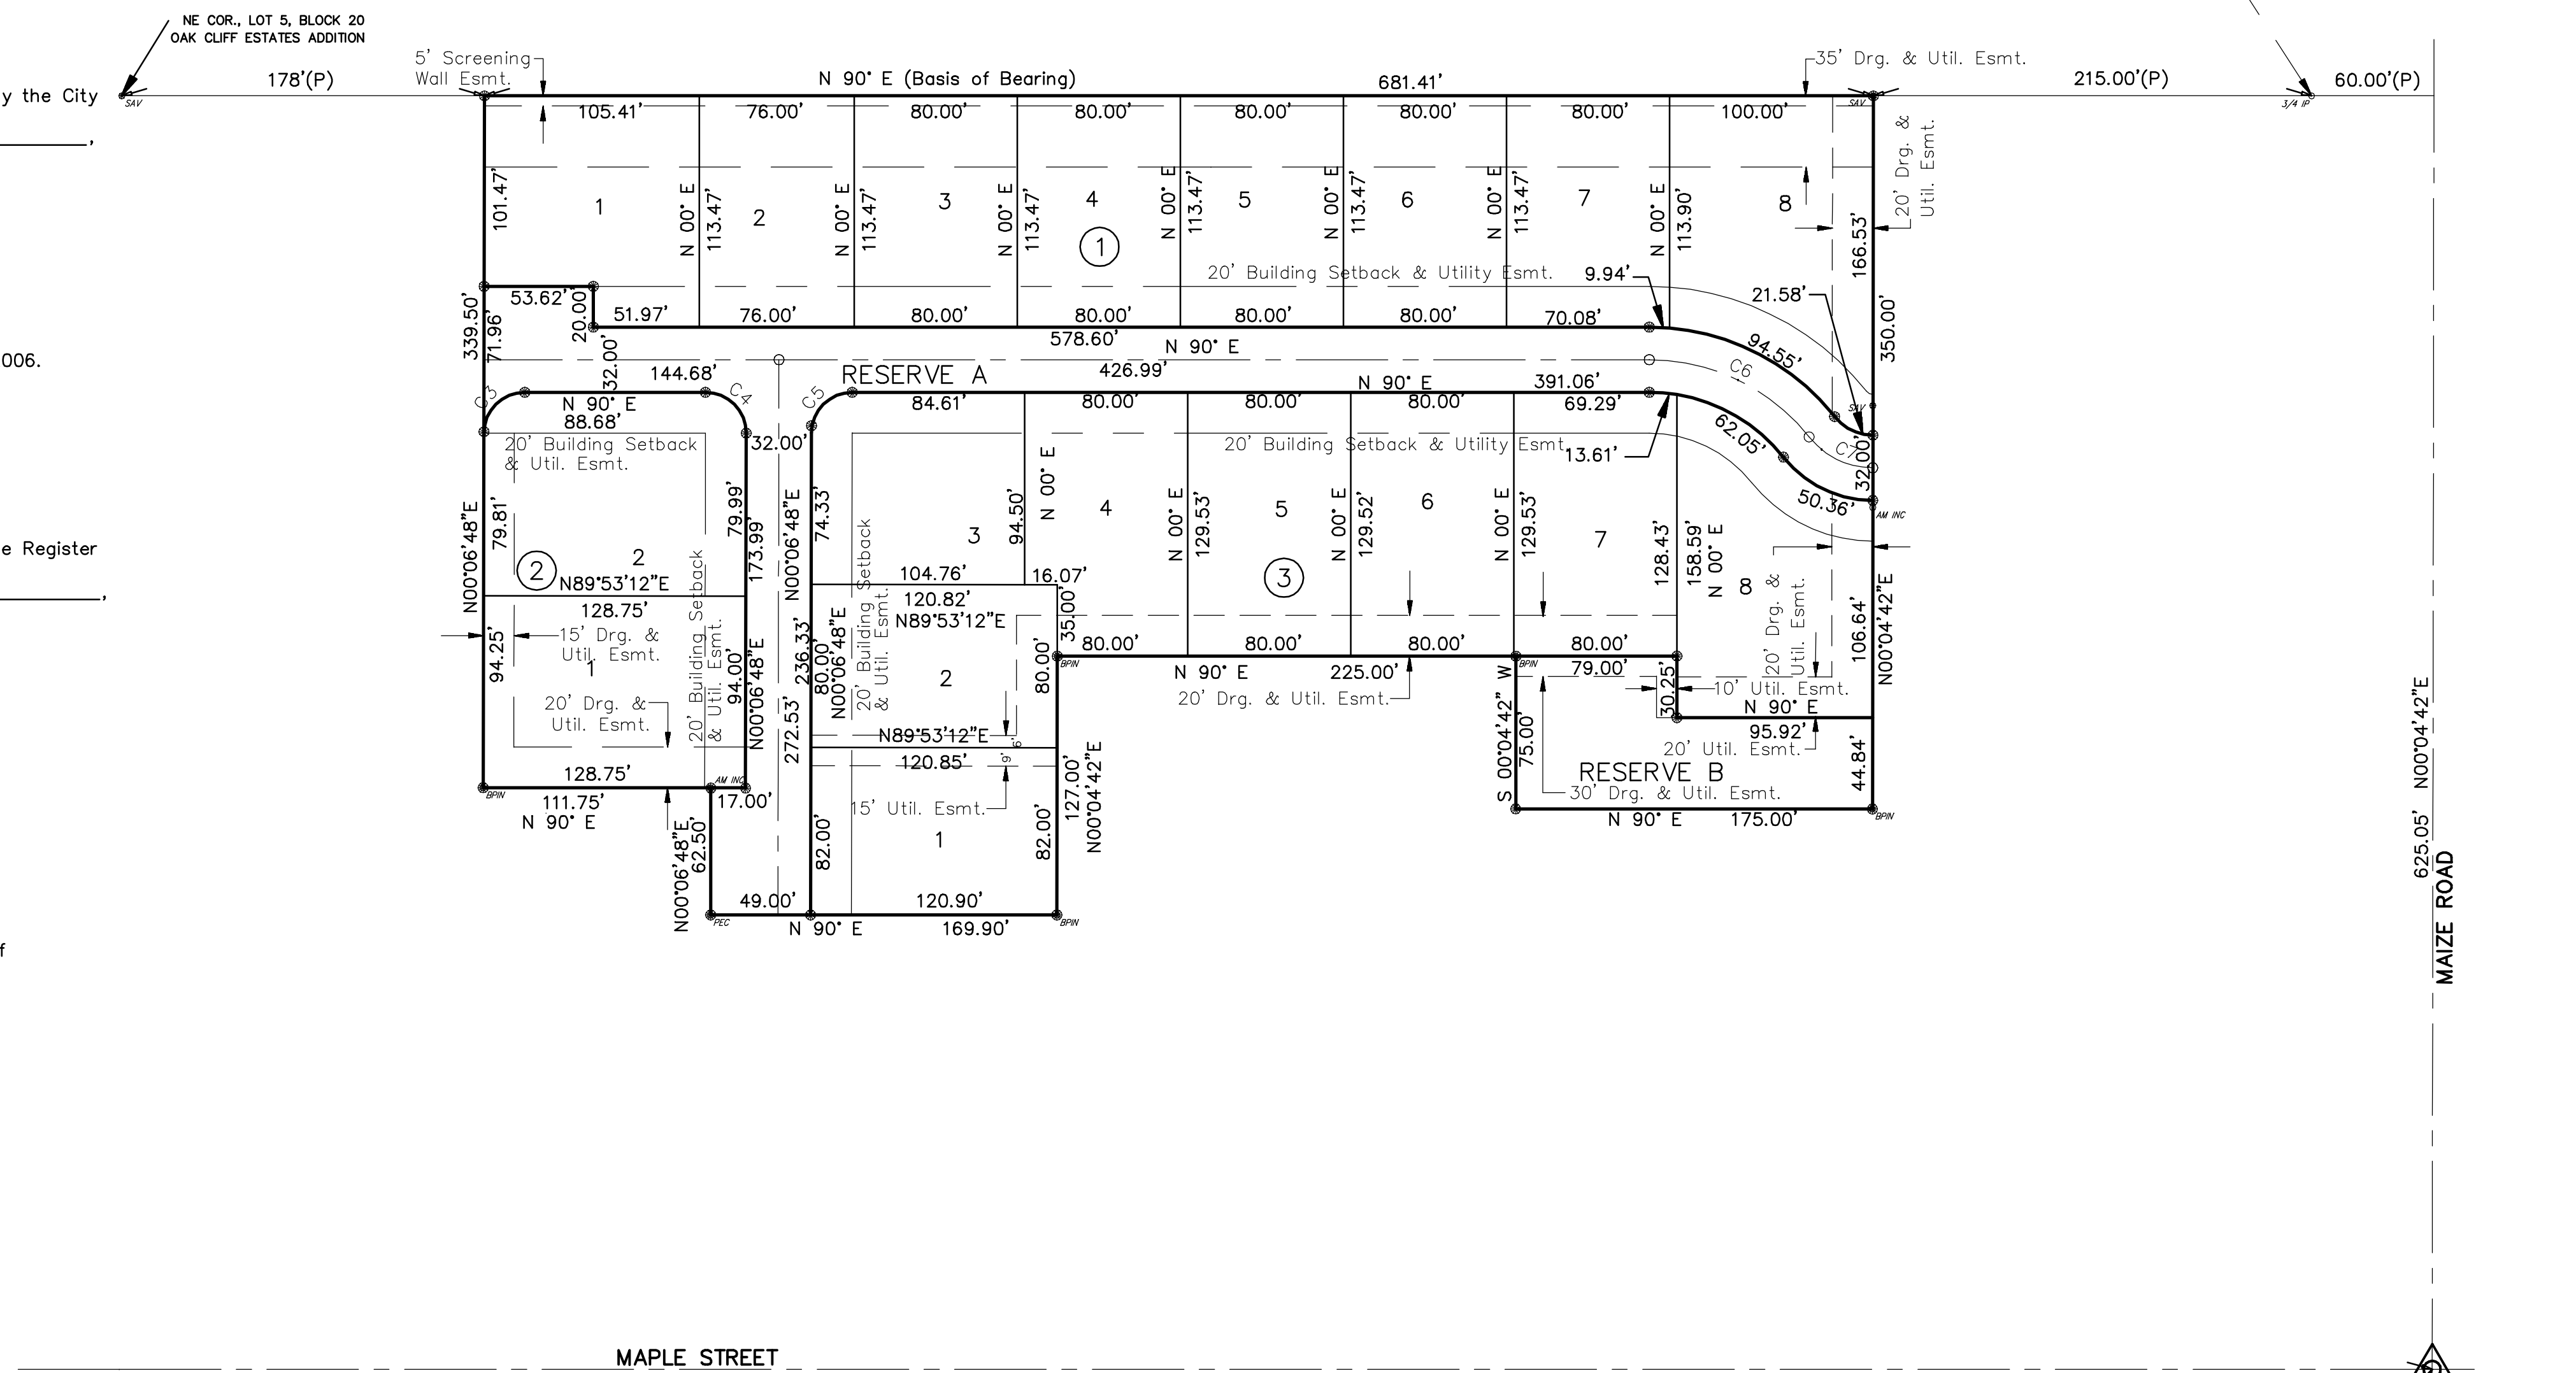 NE COR., LOT 5, BLOCK 20
OAK CLIFF ESTATES ADDITION
y the City
,
006.
e Register
,
f
178'(P)
SAV
5' Screening
Wall Esmt.
N 90° E (Basis of Bearing)
681.41'
35' Drg. & Util. Esmt.
215.00'(P)
60.00'(P)
SAV
3/4 IP
105.41'
76.00'
80.00'
80.00'
80.00'
80.00'
80.00'
100.00'
20' Drg. &
Util. Esmt.
101.47'
1
N 00° E
113.47'
2
N 00° E
113.47'
3
N 00° E
113.47'
4
N 00° E
113.47'
5
N 00° E
113.47'
6
N 00° E
113.47'
7
N 00° E
113.90'
8
1
166.53'
350.00'
20' Building Setback & Utility Esmt.
9.94'
21.58'
53.62'
20.00'
51.97'
76.00'
80.00'
80.00'
80.00'
80.00'
70.08'
339.50'
71.96'
32.00'
578.60'
N 90° E
94.55'
C6
RESERVE A
426.99'
144.68'
C3
N 90° E
88.68'
C4
C5
84.61'
80.00'
80.00'
N 90° E
80.00'
391.06'
69.29'
SAV
20' Building Setback
& Util. Esmt.
32.00'
20' Building Setback & Utility Esmt.
13.61'
62.05'
C7
32.00'
50.36'
AM INC
N00°06'48"E
79.81'
79.99'
173.99'
N00°06'48"E
74.33'
2
2
N89°53'12"E
128.75'
20' Building Setback
& Util. Esmt.
20' Building Setback
& Util. Esmt.
3
94.50'
N 00° E
4
N 00° E
129.53'
5
N 00° E
129.52'
6
N 00° E
129.53'
7
128.43'
158.59'
N 00° E
8
3
104.76'
16.07'
120.82'
N89°53'12"E
35.00'
20' Drg. &
Util. Esmt.
106.64'
N00°04'42"E
15' Drg. &
Util. Esmt.
1
94.25'
94.00'
N00°06'48"E
236.33'
80.00'
N00°06'48"E
2
80.00'
BPIN
80.00'
80.00'
80.00'
80.00'
N 90° E
225.00'
BPIN
79.00'
20' Drg. & Util. Esmt.
30.25'
10' Util. Esmt.
N 90° E
95.92'
20' Util. Esmt.
20' Drg. &
Util. Esmt.
272.53'
N89°53'12"E
120.85'
6'
9'
S 00°04'42" W
75.00'
RESERVE B
30' Drg. & Util. Esmt.
44.84'
128.75'
AM INC
BPIN
111.75'
17.00'
N 90° E
15' Util. Esmt.
127.00'
N00°04'42"E
N 90° E
175.00'
BPIN
N00°06'48"E
62.50'
82.00'
1
82.00'
49.00'
120.90'
PEC
N 90° E
169.90'
BPIN
625.05'
N00°04'42"E
MAIZE ROAD
MAPLE STREET